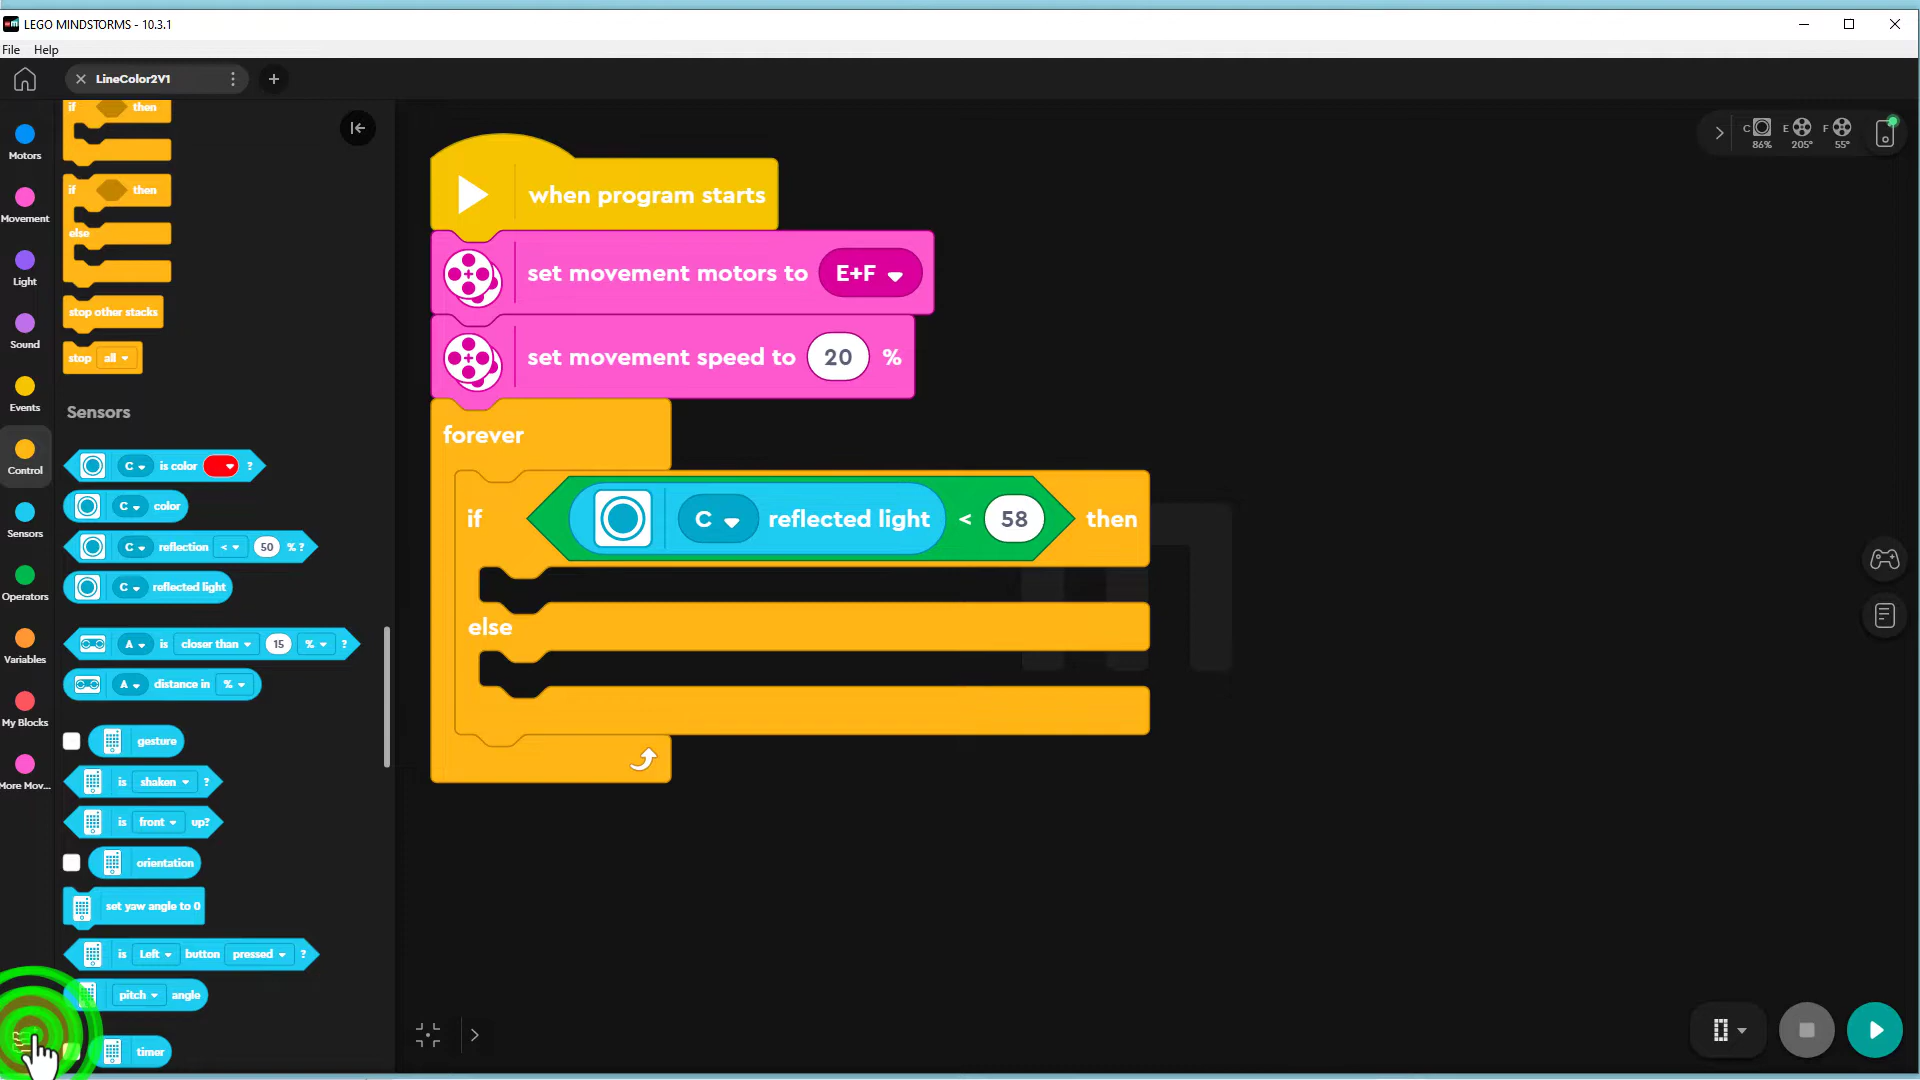 LEGO MINDSTORMS - 10.3.1
File Help
LineColor2V1
Motors
Movement
Light
Sound
Events
Control
Sensors
Operators
Variables
My Blocks
More Mov...
if then
if then
else
stop other stacks
stop all
Sensors
C is color ?
C color
C reflection < 50 % ?
C reflected light
A is closer than 15 % ?
A distance in %
gesture
is shaken ?
is front up?
orientation
set yaw angle to 0
is Left button pressed ?
pitch angle
timer
when program starts
set movement motors to E+F
set movement speed to 20 %
forever
if C reflected light < 58 then
else
C E F
86% 205° 55°